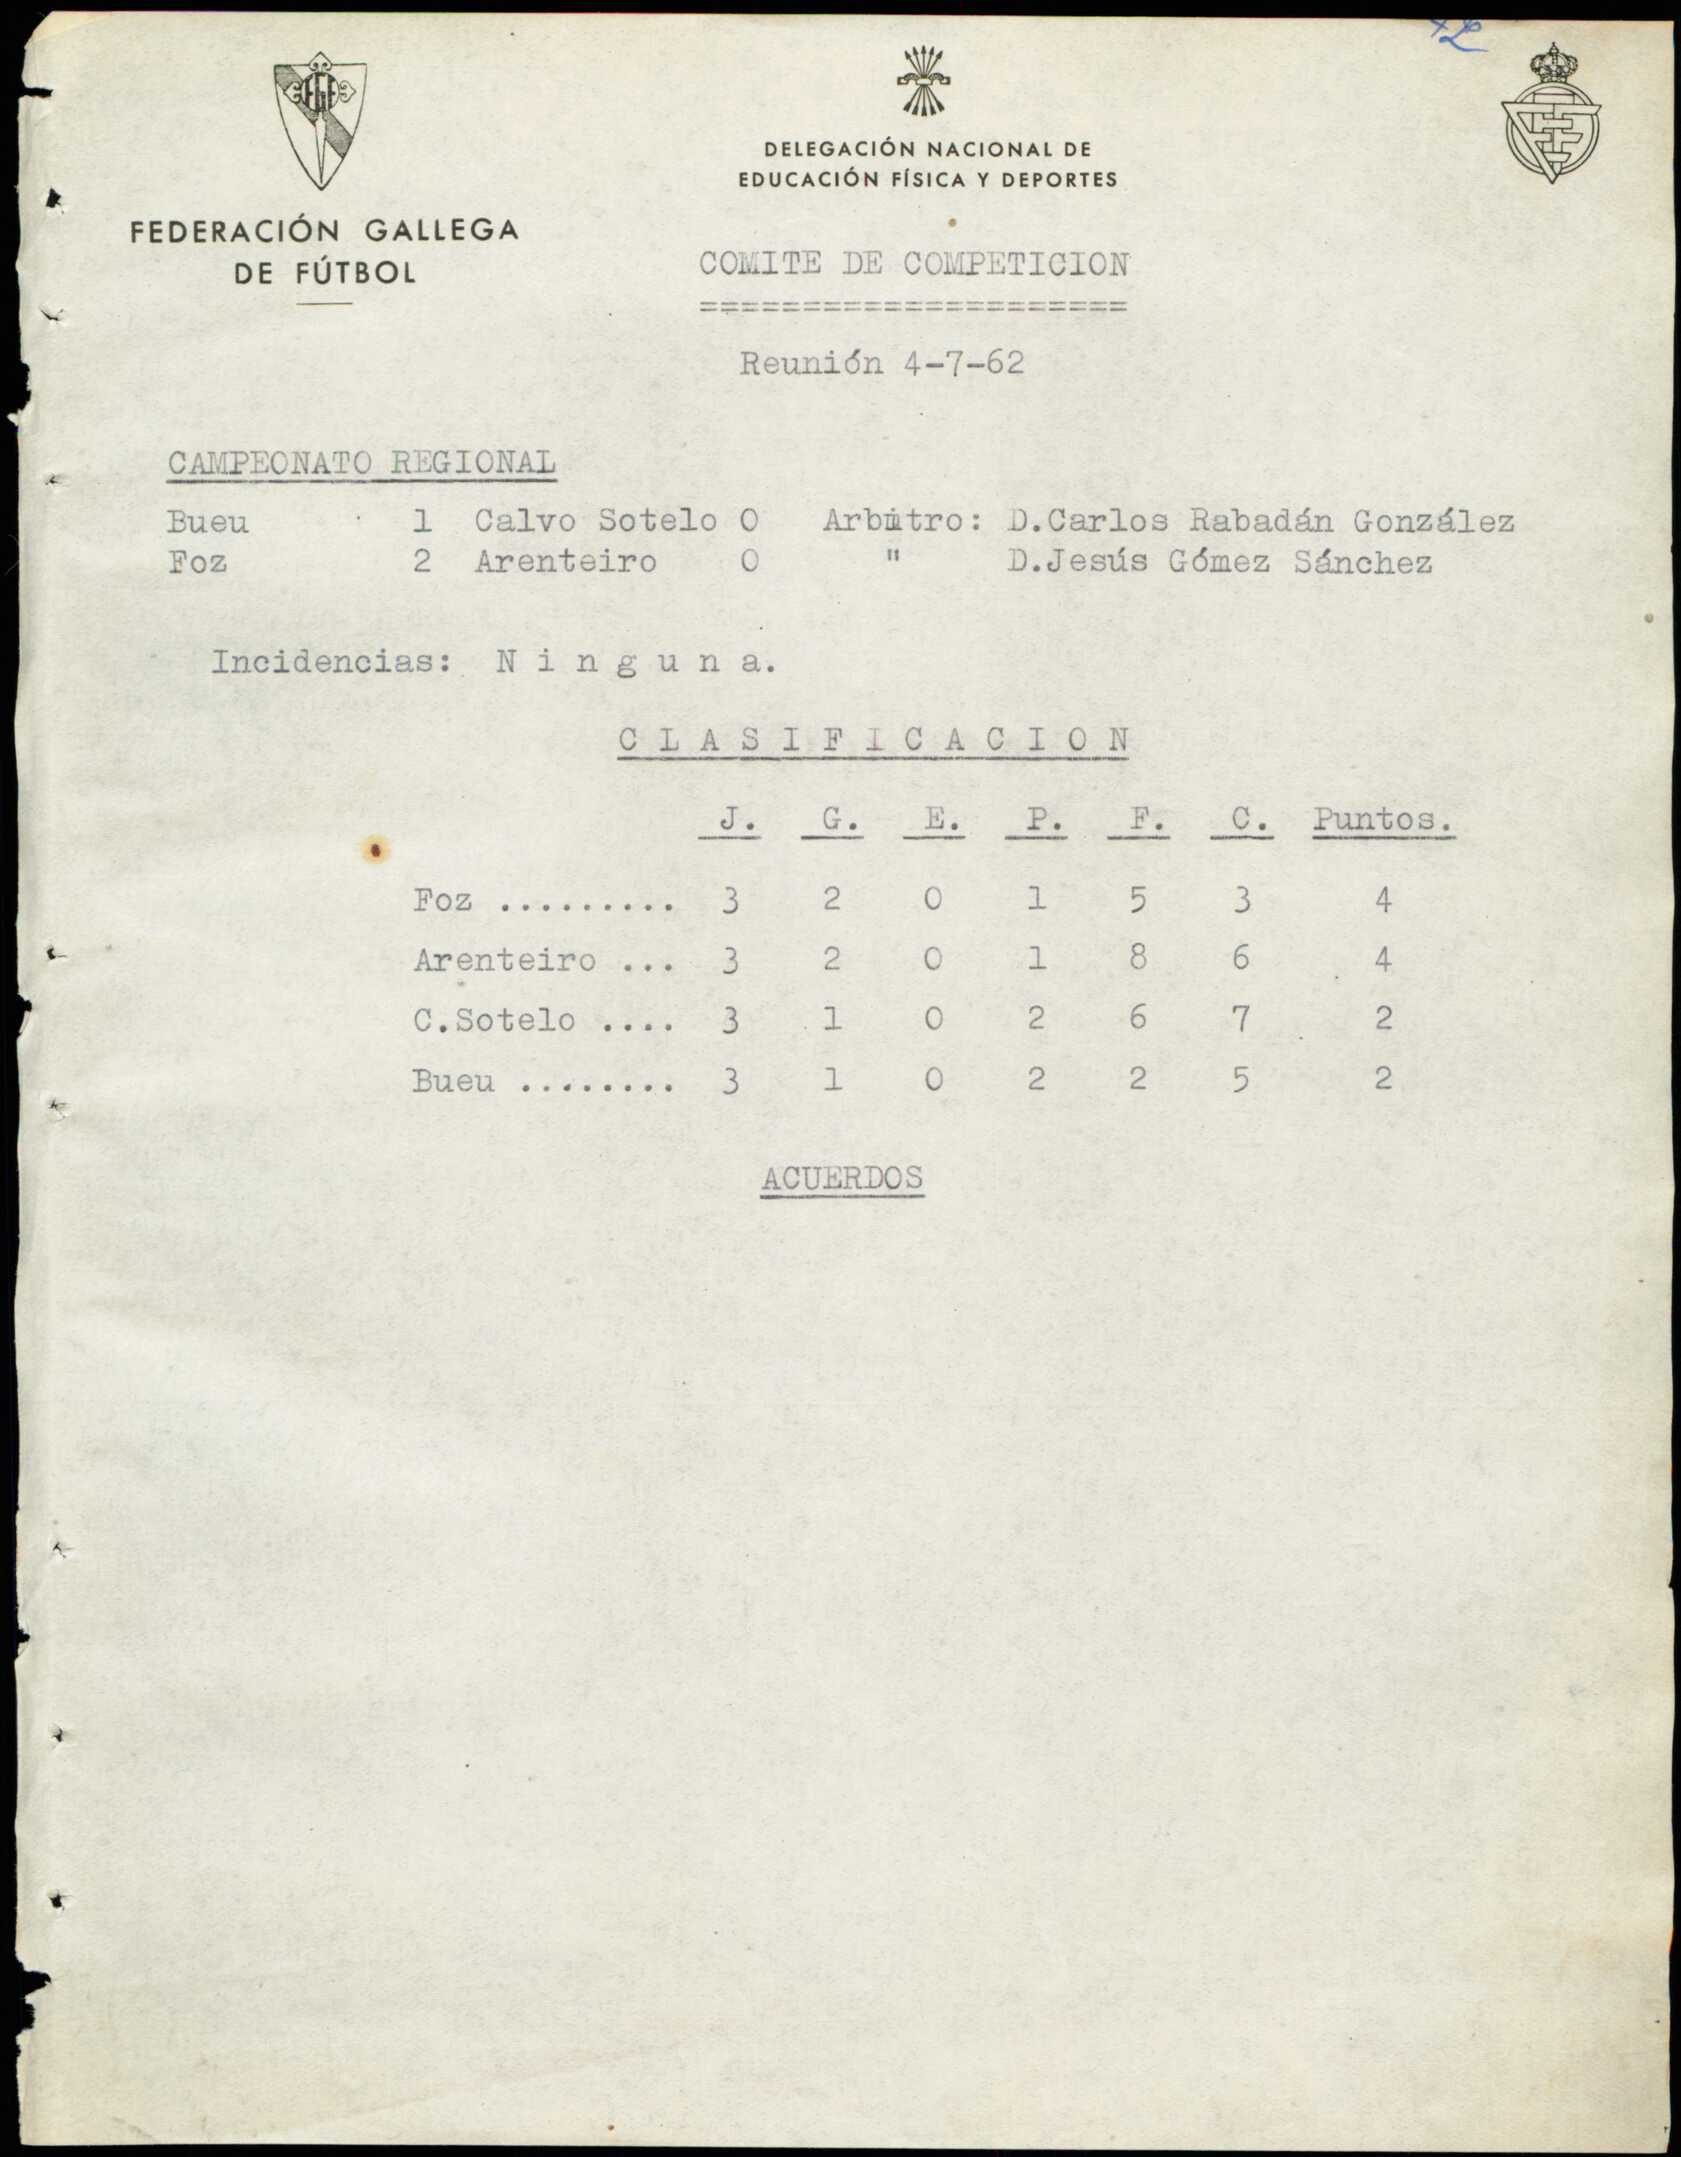 FEDERACIÓN GALLEGA
DE FÚTBOL
DELEGACIÓN NACIONAL DE
EDUCACIÓN FÍSICA Y DEPORTES
COMITE DE COMPETICION
=====================
Reunión 4-7-62
CAMPEONATO REGIONAL
Bueu 1 Calvo Sotelo 0 Arbitro: D.Carlos Rabadán González
Foz 2 Arenteiro 0 " D.Jesús Gómez Sánchez
Incidencias: N i n g u n a.
C L A S I F I C A C I O N
J. G. E. P. F. C. Puntos.
Foz ......... 3 2 0 1 5 3 4
Arenteiro ... 3 2 0 1 8 6 4
C.Sotelo .... 3 1 0 2 6 7 2
Bueu ........ 3 1 0 2 2 5 2
ACUERDOS